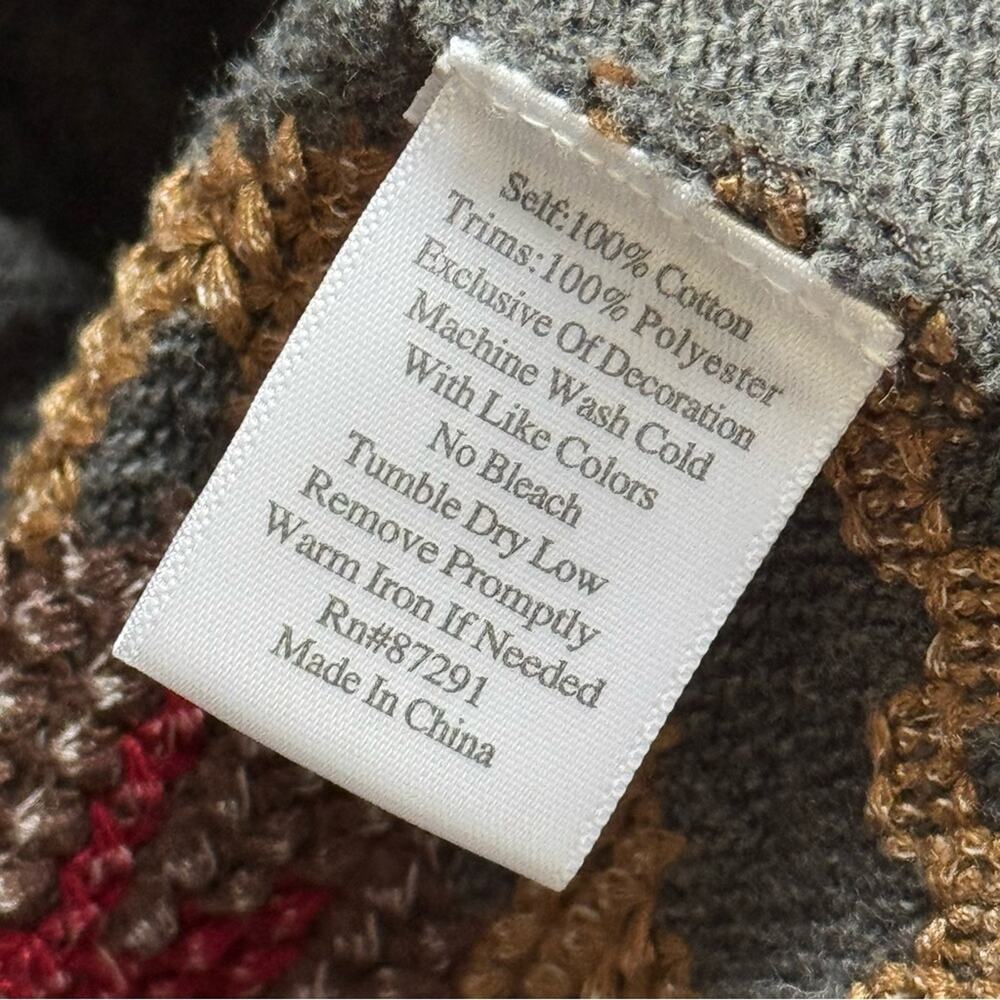 Self:100% Cotton
Trims:100% Polyester
Exclusive Of Decoration
Machine Wash Cold
With Like Colors
No Bleach
Tumble Dry Low
Remove Promptly
Warm Iron If Needed
Rn#87291
Made In China